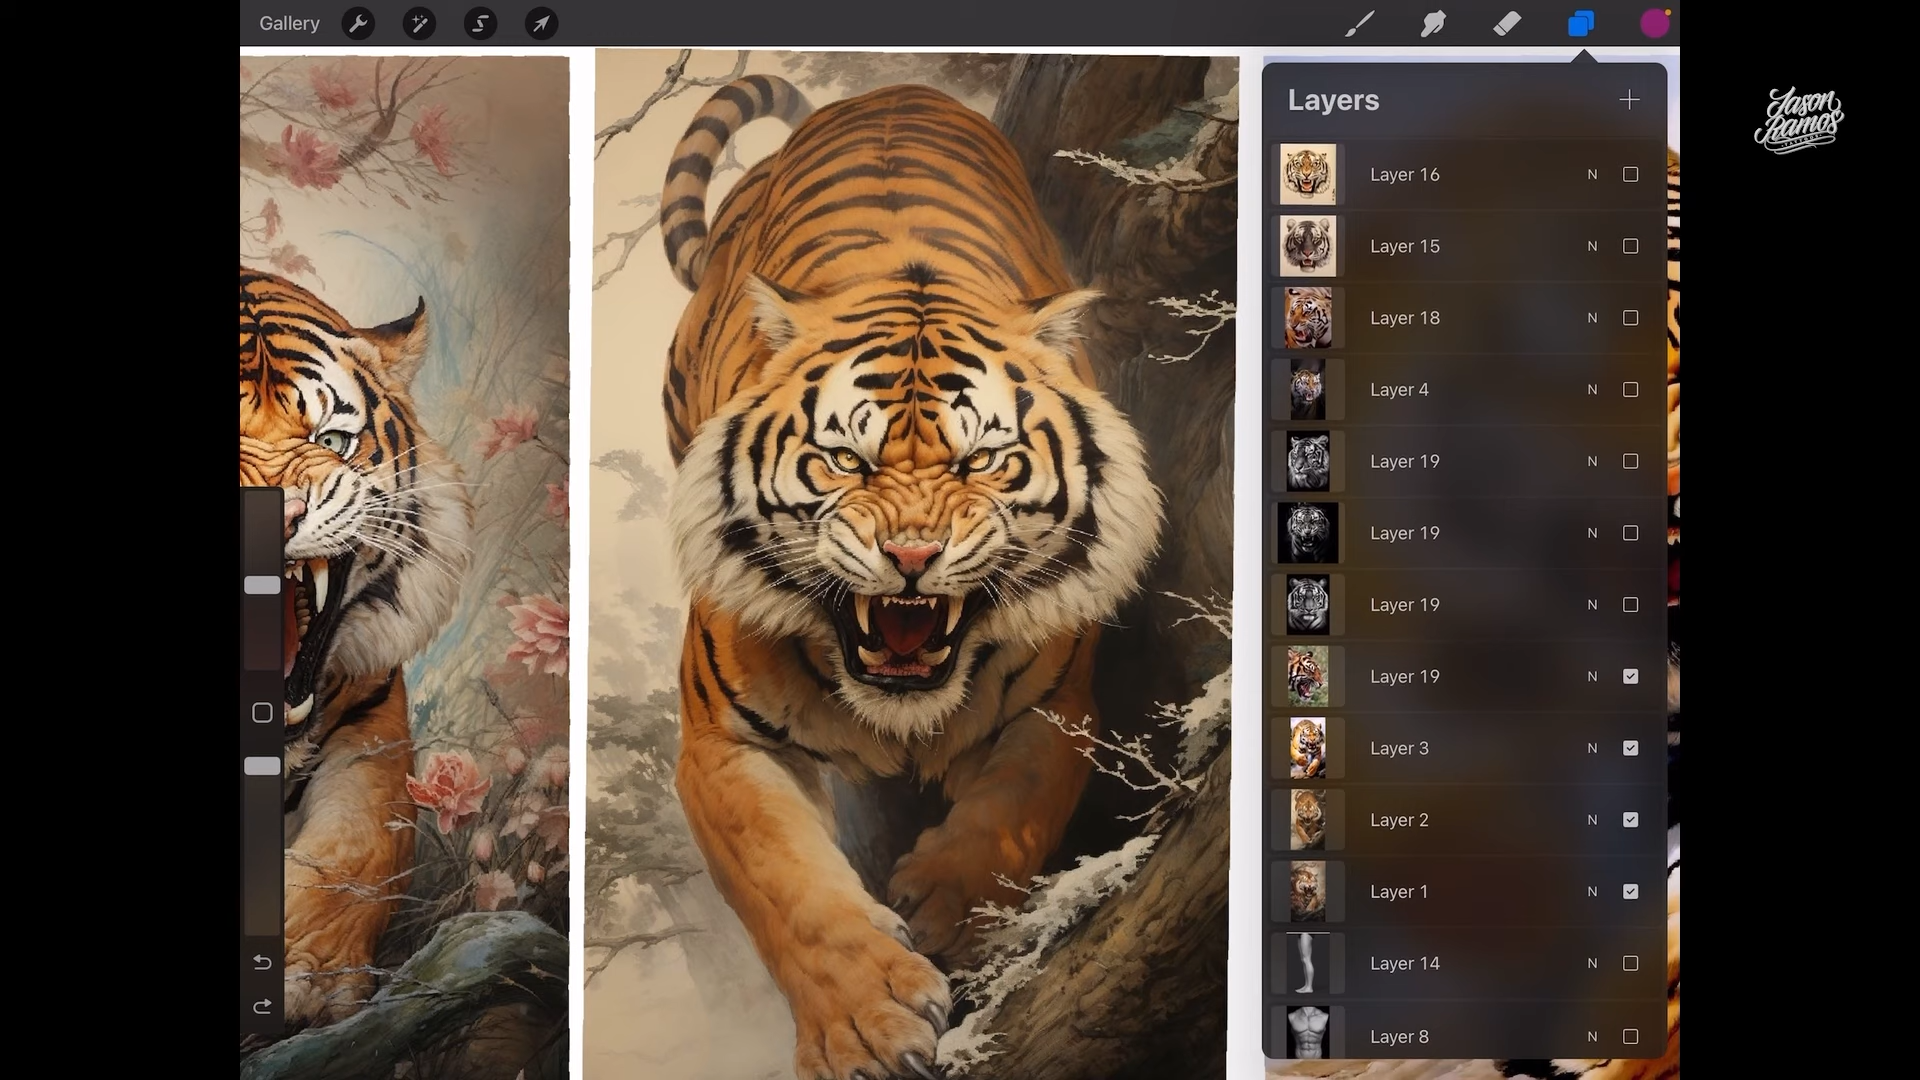 Gallery
Layers
Jason
Ramos
TATTOOS
Layer 16 N
Layer 15 N
Layer 18 N
Layer 4 N
Layer 19 N
Layer 19 N
Layer 19 N
Layer 19 N
Layer 3 N
Layer 2 N
Layer 1 N
Layer 14 N
Layer 8 N